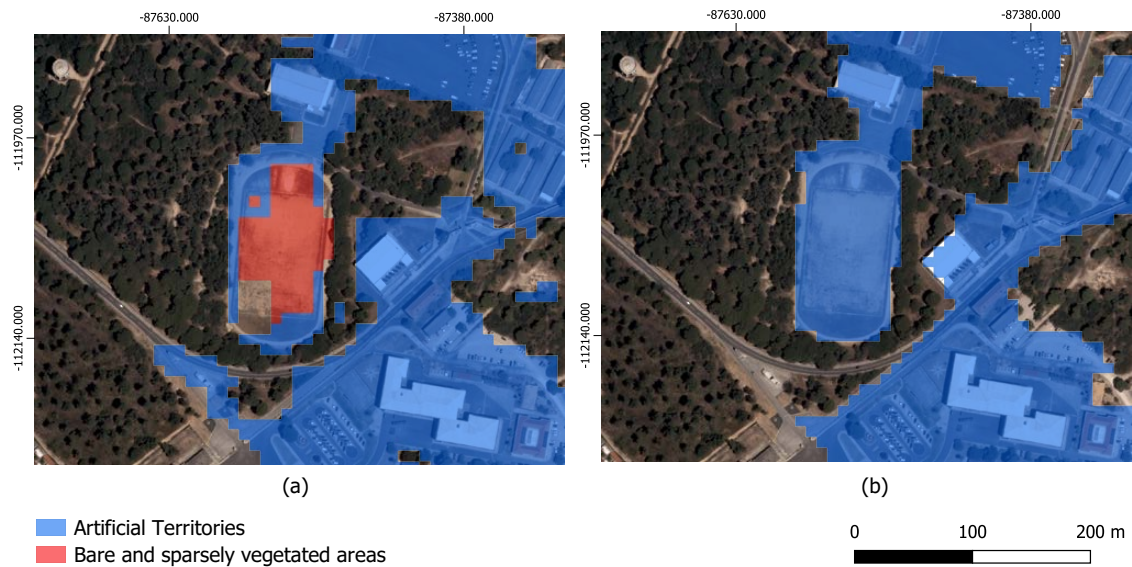 -87630.000 -87380.000 -87630.000 -87380.000
-111970.000 -111970.000
-112140.000 -112140.000
(a) (b)
Artificial Territories
Bare and sparsely vegetated areas
0 100 200 m